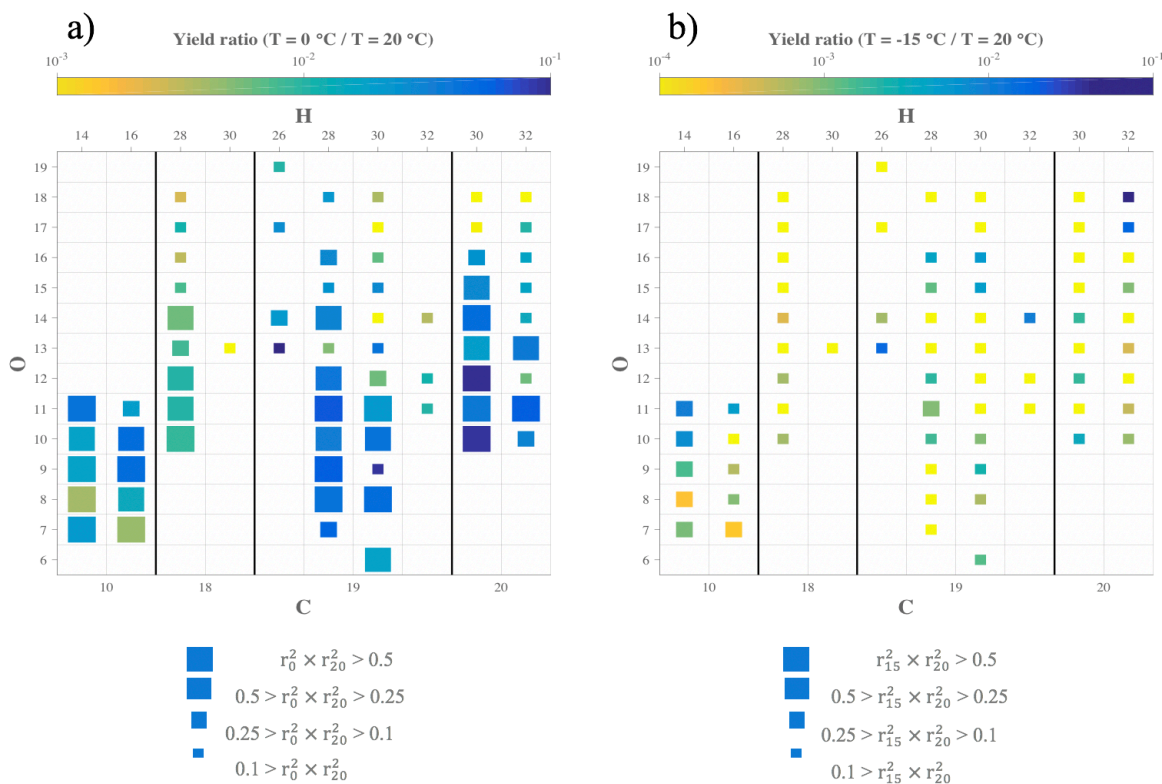 a)
Yield ratio (T = 0 °C / T = 20 °C)
10^-3 10^-2 10^-1
H
14 16 28 30 26 28 30 32 30 32
19
18
17
16
15
14
13
12
11
10
9
8
7
6
O
10 18 19 20
C
r_0^2 × r_20^2 > 0.5
0.5 > r_0^2 × r_20^2 > 0.25
0.25 > r_0^2 × r_20^2 > 0.1
0.1 > r_0^2 × r_20^2
b)
Yield ratio (T = -15 °C / T = 20 °C)
10^-4 10^-3 10^-2 10^-1
H
14 16 28 30 26 28 30 32 30 32
19
18
17
16
15
14
13
12
11
10
9
8
7
6
O
10 18 19 20
C
r_15^2 × r_20^2 > 0.5
0.5 > r_15^2 × r_20^2 > 0.25
0.25 > r_15^2 × r_20^2 > 0.1
0.1 > r_15^2 × r_20^2